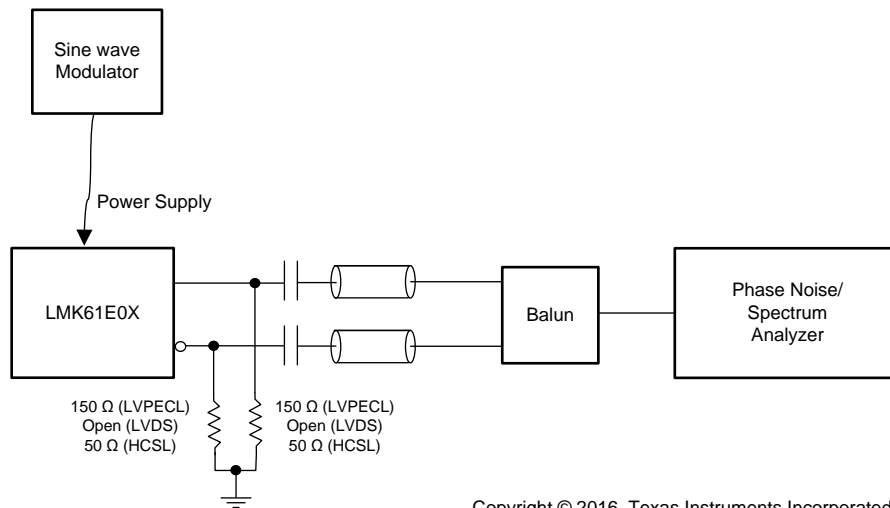 Sine wave
Modulator
Power Supply
LMK61E0X
Balun
Phase Noise/
Spectrum
Analyzer
150 Ω (LVPECL)
Open (LVDS)
50 Ω (HCSL)
150 Ω (LVPECL)
Open (LVDS)
50 Ω (HCSL)
Copyright © 2016, Texas Instruments Incorporated